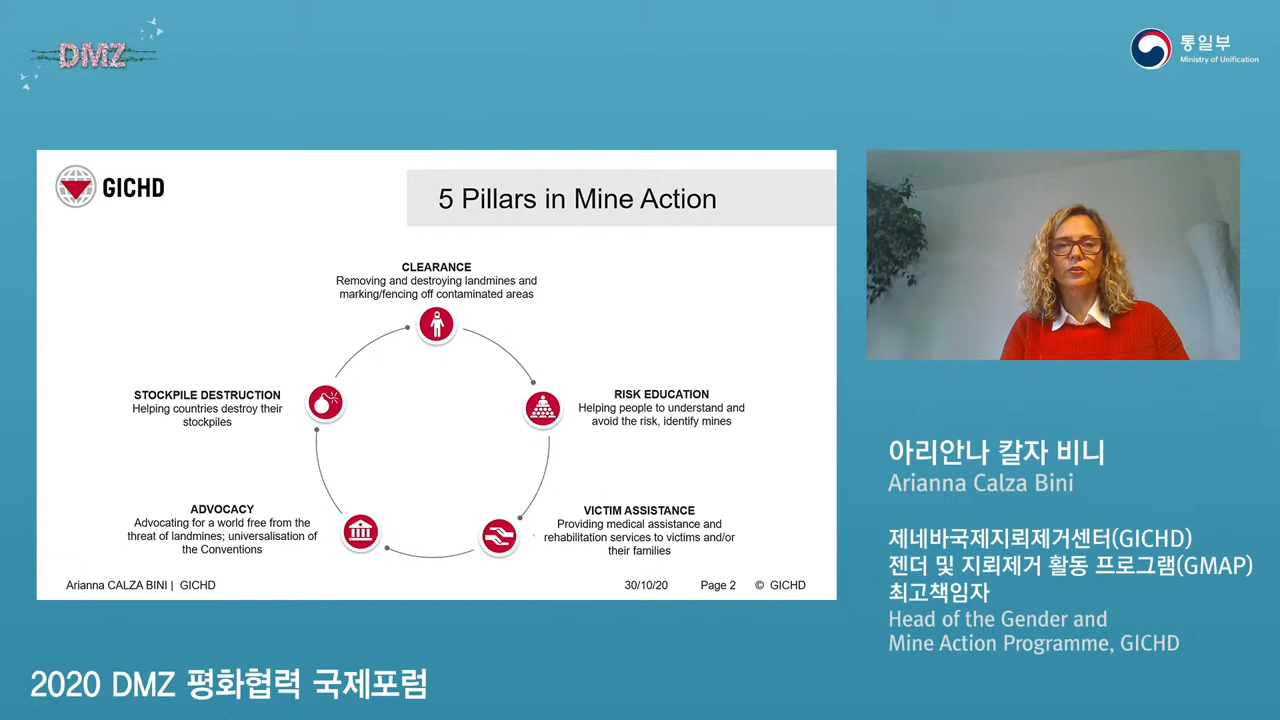 DMZ
통일부
Ministry of Unification
GICHD
5 Pillars in Mine Action
CLEARANCE
Removing and destroying landmines and
marking/fencing off contaminated areas
STOCKPILE DESTRUCTION
Helping countries destroy their
stockpiles
RISK EDUCATION
Helping people to understand and
avoid the risk, identify mines
ADVOCACY
Advocating for a world free from the
threat of landmines; universalisation of
the Conventions
VICTIM ASSISTANCE
Providing medical assistance and
rehabilitation services to victims and/or
their families
Arianna CALZA BINI | GICHD
30/10/20 Page 2 © GICHD
아리안나 칼자 비니
Arianna Calza Bini
제네바국제지뢰제거센터(GICHD)
젠더 및 지뢰제거 활동 프로그램(GMAP)
최고책임자
Head of the Gender and
Mine Action Programme, GICHD
2020 DMZ 평화협력 국제포럼